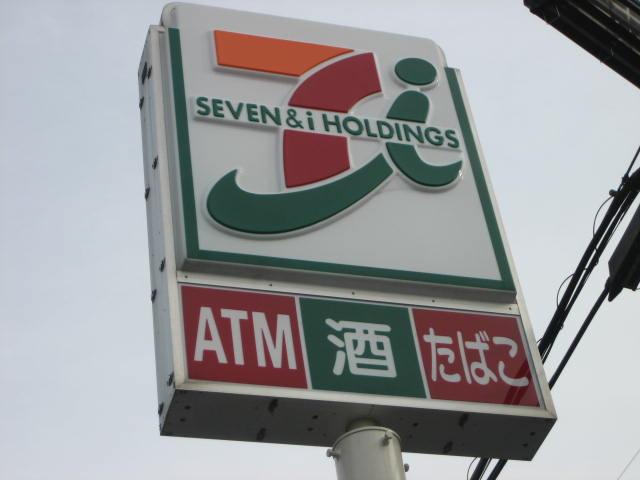 SEVEN&i HOLDINGS
ATM 酒 たばこ